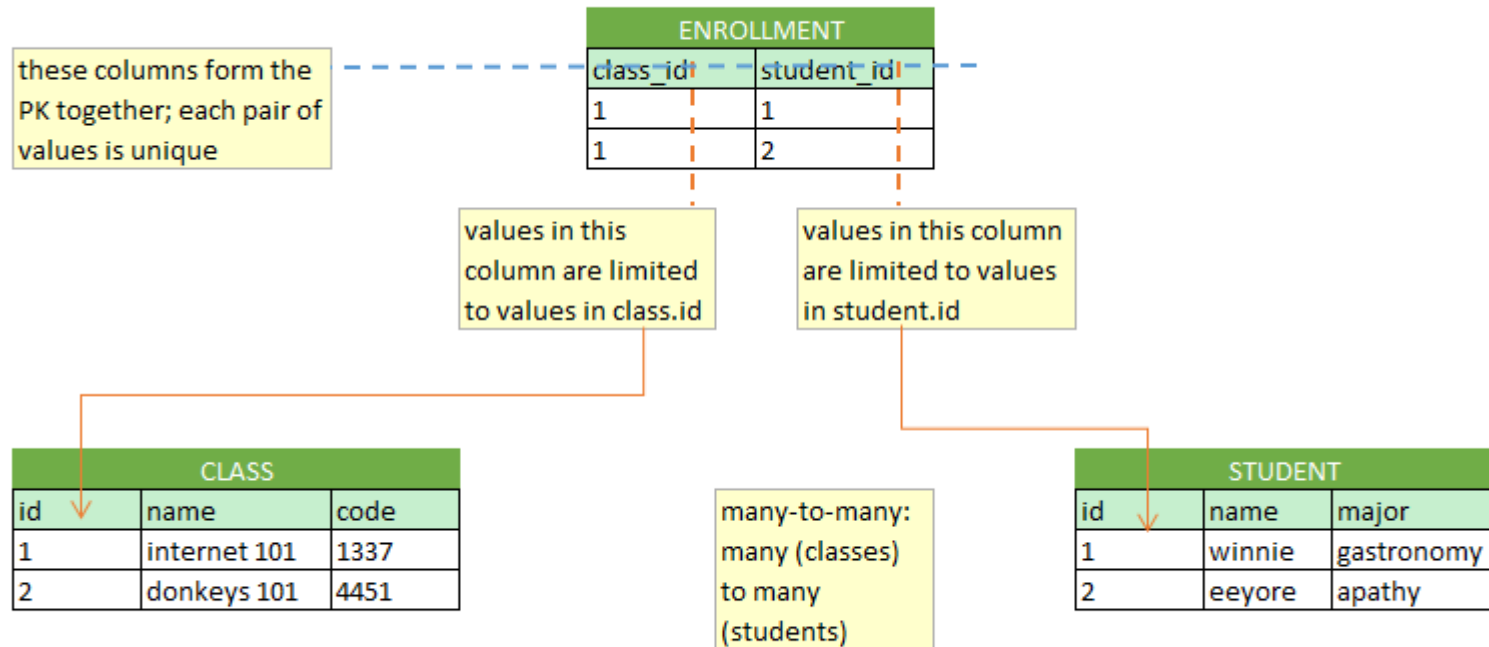 ENROLLMENT
these columns form the
PK together; each pair of
values is unique
class_id student_id
1 1
1 2
values in this
column are limited
to values in class.id
values in this column
are limited to values
in student.id
CLASS
id name code
1 internet 101 1337
2 donkeys 101 4451
many-to-many:
many (classes)
to many
(students)
STUDENT
id name major
1 winnie gastronomy
2 eeyore apathy